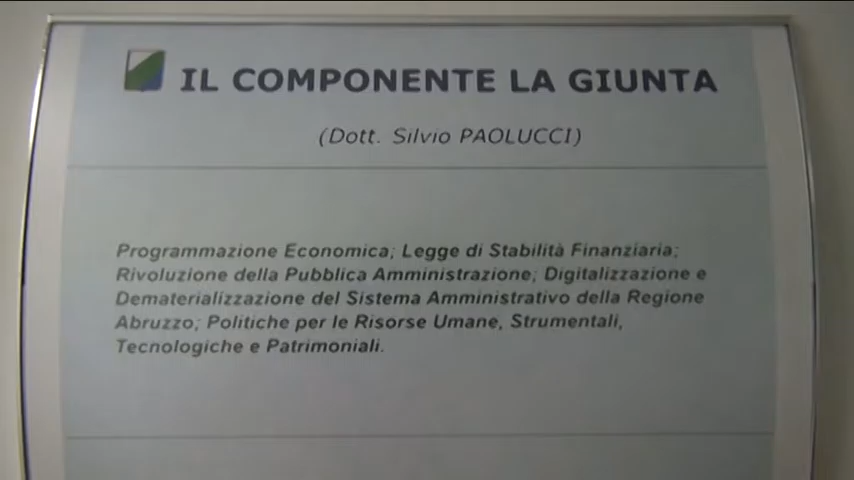 IL COMPONENTE LA GIUNTA
(Dott. Silvio PAOLUCCI)
Programmazione Economica; Legge di Stabilità Finanziaria;
Rivoluzione della Pubblica Amministrazione; Digitalizzazione e
Dematerializzazione del Sistema Amministrativo della Regione
Abruzzo; Politiche per le Risorse Umane, Strumentali,
Tecnologiche e Patrimoniali.